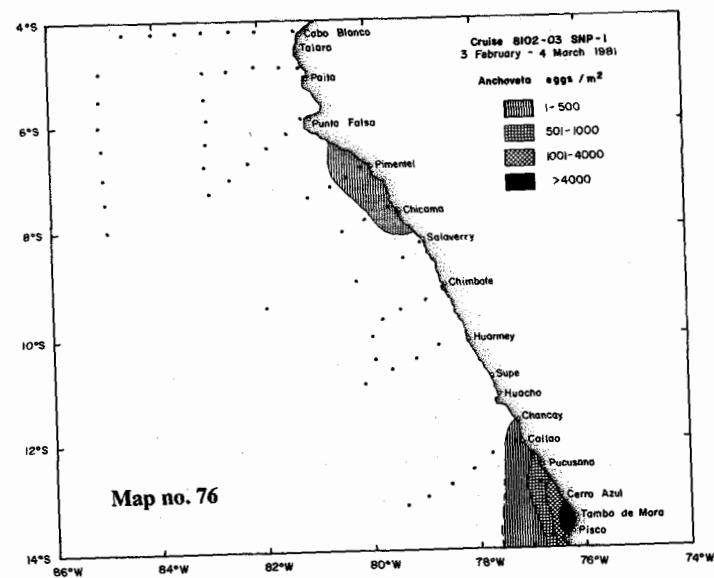 Cruise 8102-03 SNP-1
3 February - 4 March 1981
Anchoveta eggs / m²
1-500
501-1000
1001-4000
>4000
4°S
6°S
8°S
10°S
12°S
14°S
Cabo Blanco
Talara
Paita
Punta Falsa
Pimentel
Chicama
Salaverry
Chimbote
Huarmey
Supe
Huacho
Chancay
Callao
Pucusana
Cerro Azul
Tambo de Mora
Pisco
Map no. 76
86°W
84°W
82°W
80°W
78°W
76°W
74°W